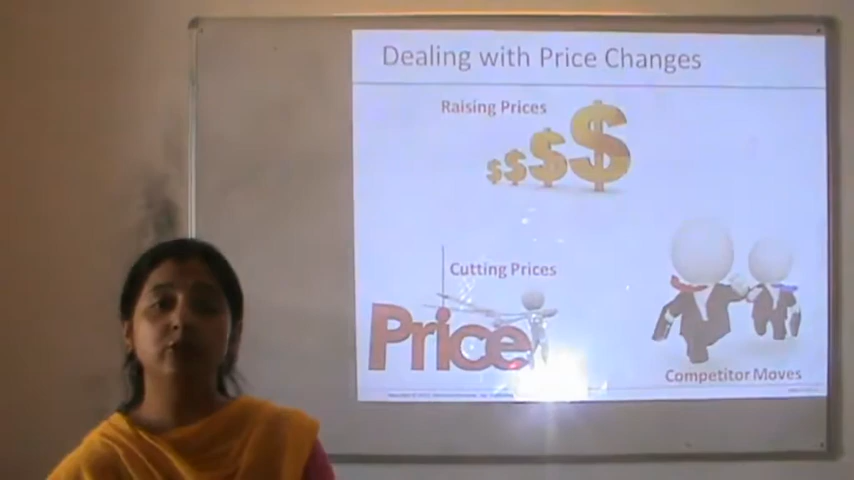 Dealing with Price Changes
Raising Prices
Cutting Prices
Price
Competitor Moves